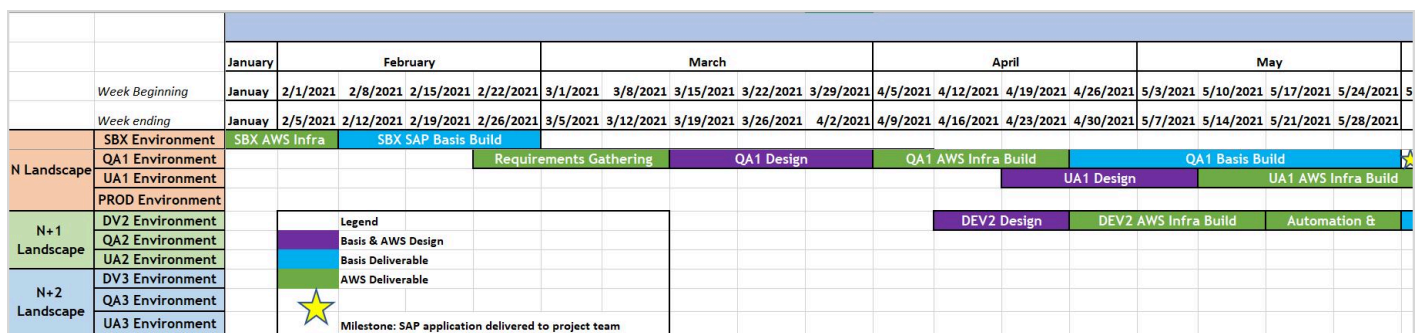 January February March April May
Week Beginning Januay 2/1/2021 2/8/2021 2/15/2021 2/22/2021 3/1/2021 3/8/2021 3/15/2021 3/22/2021 3/29/2021 4/5/2021 4/12/2021 4/19/2021 4/26/2021 5/3/2021 5/10/2021 5/17/2021 5/24/2021 5
Week ending Januay 2/5/2021 2/12/2021 2/19/2021 2/26/2021 3/5/2021 3/12/2021 3/19/2021 3/26/2021 4/2/2021 4/9/2021 4/16/2021 4/23/2021 4/30/2021 5/7/2021 5/14/2021 5/21/2021 5/28/2021
SBX Environment SBX AWS Infra SBX SAP Basis Build
N Landscape QA1 Environment Requirements Gathering QA1 Design QA1 AWS Infra Build QA1 Basis Build
UA1 Environment UA1 Design UA1 AWS Infra Build
PROD Environment
N+1 Landscape DV2 Environment Legend DEV2 Design DEV2 AWS Infra Build Automation &
QA2 Environment Basis & AWS Design
UA2 Environment Basis Deliverable
N+2 Landscape DV3 Environment AWS Deliverable
QA3 Environment
UA3 Environment Milestone: SAP application delivered to project team